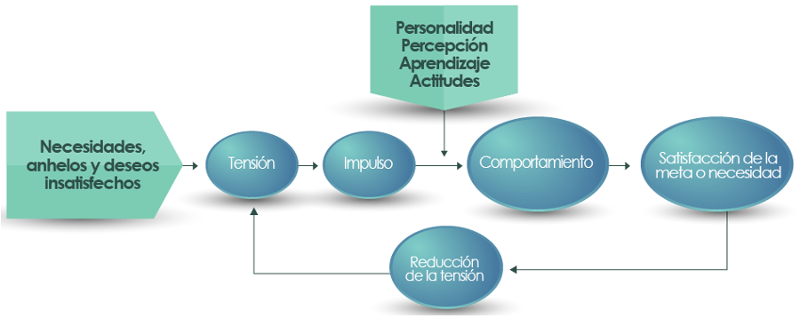 Personalidad
Percepción
Aprendizaje
Actitudes
Necesidades,
anhelos y deseos
insatisfechos
Tensión
Impulso
Comportamiento
Satisfacción de la
meta o necesidad
Reducción
de la tensión